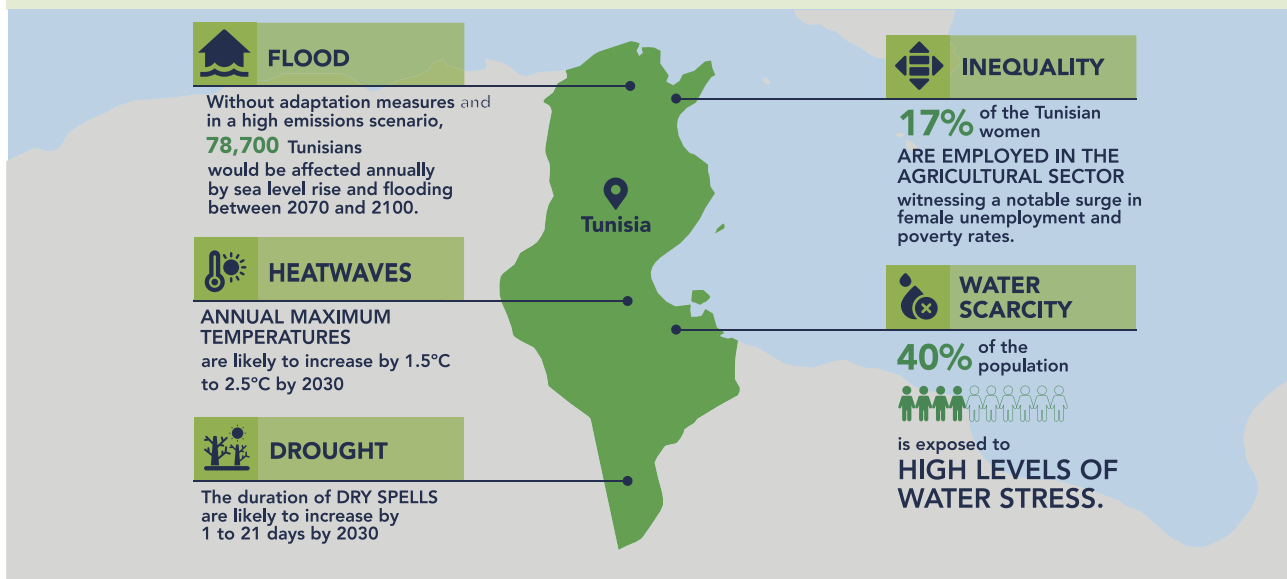 FLOOD
Without adaptation measures and
in a high emissions scenario,
78,700 Tunisians
would be affected annually
by sea level rise and flooding
between 2070 and 2100.
HEATWAVES
ANNUAL MAXIMUM
TEMPERATURES
are likely to increase by 1.5°C
to 2.5°C by 2030
DROUGHT
The duration of DRY SPELLS
are likely to increase by
1 to 21 days by 2030
Tunisia
INEQUALITY
17% of the Tunisian
women
ARE EMPLOYED IN THE
AGRICULTURAL SECTOR
witnessing a notable surge in
female unemployment and
poverty rates.
WATER
SCARCITY
40% of the
population
is exposed to
HIGH LEVELS OF
WATER STRESS.